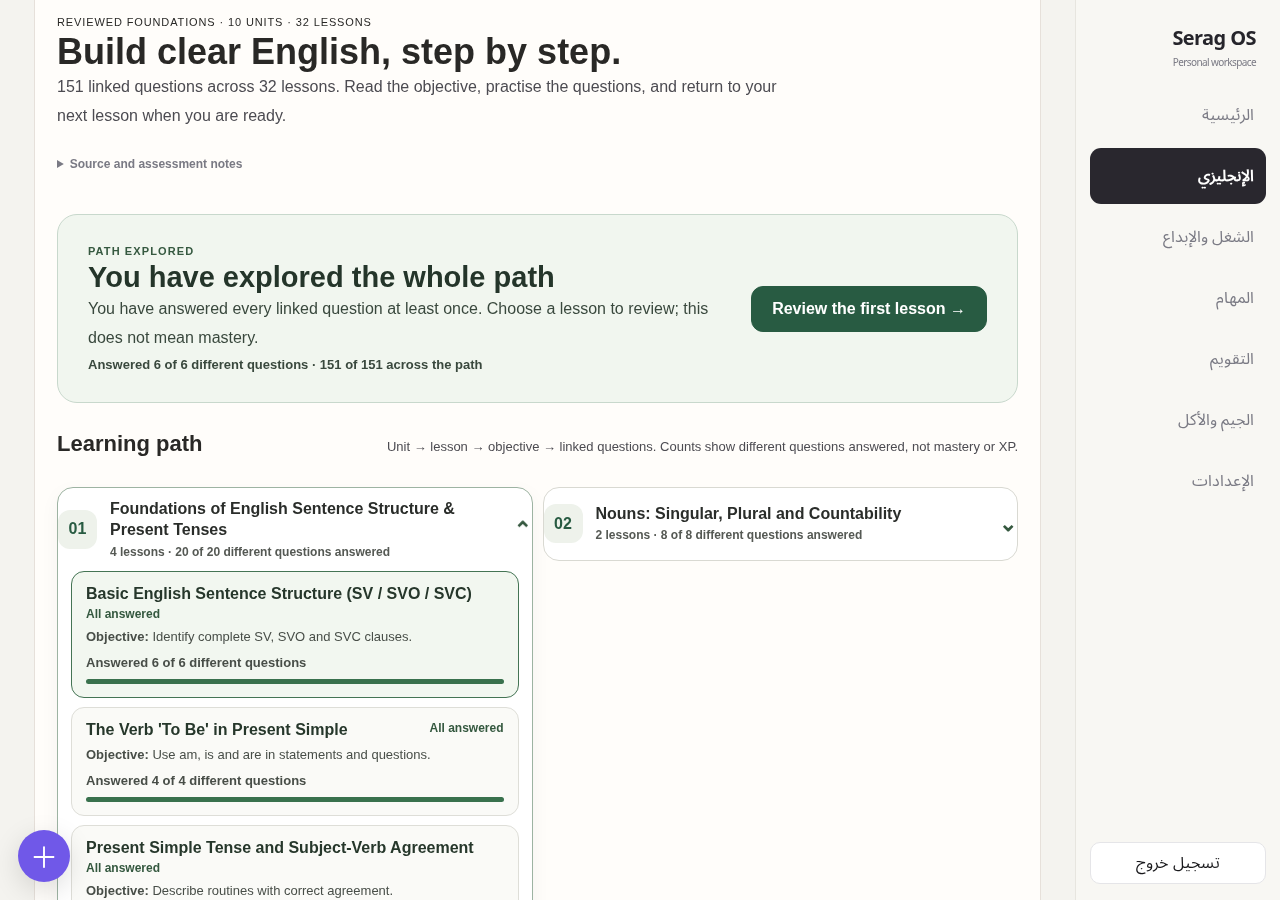 REVIEWED FOUNDATIONS · 10 UNITS · 32 LESSONS
Build clear English, step by step.
151 linked questions across 32 lessons. Read the objective, practise the questions, and return to your
next lesson when you are ready.
Source and assessment notes
PATH EXPLORED
You have explored the whole path
You have answered every linked question at least once. Choose a lesson to review; this
does not mean mastery.
Answered 6 of 6 different questions · 151 of 151 across the path
Review the first lesson →
Learning path
Unit → lesson → objective → linked questions. Counts show different questions answered, not mastery or XP.
01
Foundations of English Sentence Structure &
Present Tenses
4 lessons · 20 of 20 different questions answered
Basic English Sentence Structure (SV / SVO / SVC)
All answered
Objective: Identify complete SV, SVO and SVC clauses.
Answered 6 of 6 different questions
The Verb 'To Be' in Present Simple
All answered
Objective: Use am, is and are in statements and questions.
Answered 4 of 4 different questions
Present Simple Tense and Subject-Verb Agreement
All answered
Objective: Describe routines with correct agreement.
02
Nouns: Singular, Plural and Countability
2 lessons · 8 of 8 different questions answered
Serag OS
Personal workspace
الرئيسية
الإنجليزي
الشغل والإبداع
المهام
التقويم
الجيم والأكل
الإعدادات
تسجيل خروج